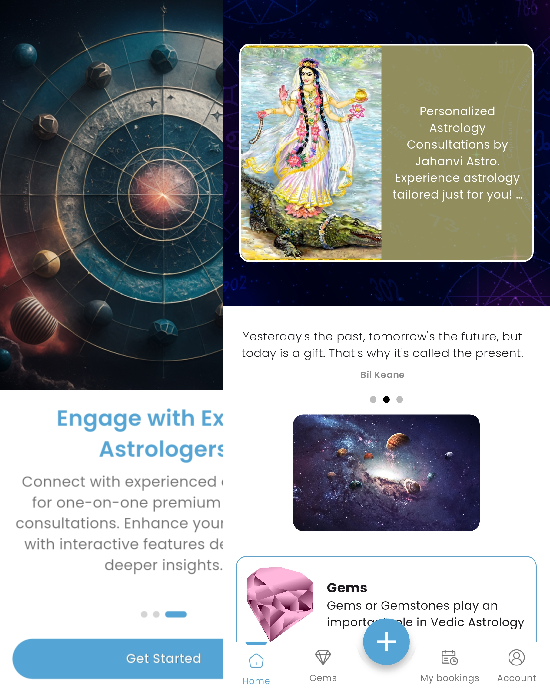 Engage with Ex
Astrologers
Connect with experienced
for one-on-one premium
consultations. Enhance your
with interactive features de
deeper insights.
Get Started
Personalized
Astrology
Consultations by
Jahanvi Astro.
Experience astrology
tailored just for you! ...
Yesterday's the past, tomorrow's the future, but
today is a gift. That's why it's called the present.
Bil Keane
Gems
Gems or Gemstones play an
important role in Vedic Astrology
Home
Gems
My bookings
Account